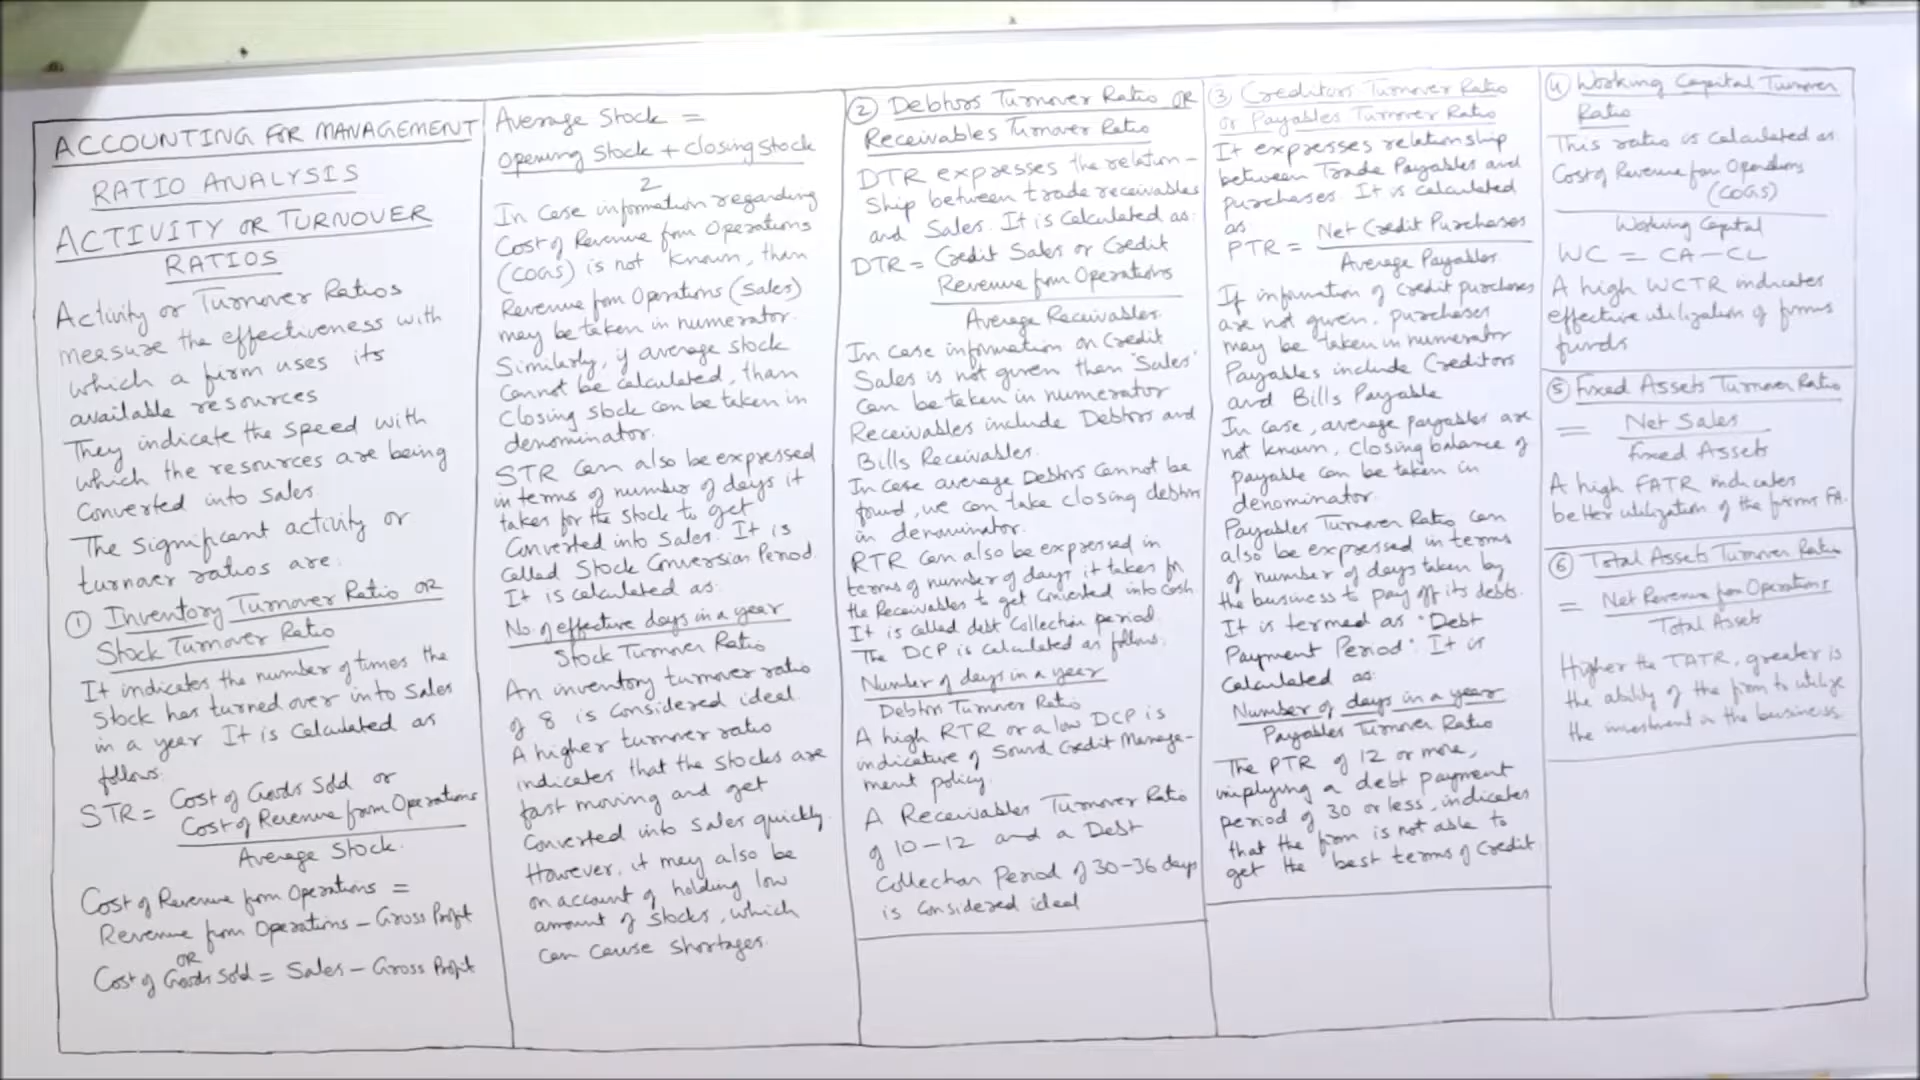 ACCOUNTING FOR MANAGEMENT
RATIO ANALYSIS
ACTIVITY OR TURNOVER
RATIOS
Activity or Turnover Ratios
measure the effectiveness with
which a firm uses its
available resources
They indicate the speed with
which the resources are being
Converted into sales.
The significant activity or
turnover ratios are:
① Inventory Turnover Ratio OR
Stock Turnover Ratio
It indicates the number of times the
stock has turned over into sales
in a year. It is calculated as
follows.
STR = Cost of Goods Sold or
Cost of Revenue from Operations
Average Stock.
Cost of Revenue from Operations =
Revenue from Operations - Gross Profit
OR
Cost of Goods Sold = Sales - Gross Profit
Average Stock =
Opening Stock + closing stock
2
In case information regarding
Cost of Revenue from Operations
(COGS) is not known, than
Revenue from Operations (Sales)
may be taken in numerator.
Similarly, if average stock
cannot be calculated, than
closing stock can be taken in
denominator.
STR can also be expressed
in terms of number of days it
takes for the stock to get
Converted into sales. It is
called Stock Conversion Period.
It is calculated as:
No. of effective days in a year
Stock Turnover Ratio
An inventory turnover ratio
of 8 is considered ideal.
A higher turnover ratio
indicates that the stocks are
fast moving and get
Converted into sales quickly.
However, it may also be
on account of holding low
amount of stocks, which
can cause shortages.
② Debtors Turnover Ratio OR
Receivables Turnover Ratio
DTR expresses the relation-
ship between trade receivables
and Sales. It is calculated as:
DTR = Credit Sales or Credit
Revenue from Operations
Average Receivables
In case information on credit
Sales is not given then 'Sales'
can be taken in numerator
Receivables include Debtors and
Bills Receivables.
In case average Debtors cannot be
found, we can take closing debtors
in denominator.
RTR can also be expressed in
terms of number of days it takes for
the Receivables to get converted into cash.
It is called debt collection period
The DCP is calculated as follows.
Number of days in a year
Debtors Turnover Ratio
A high RTR or a low DCP is
indicative of Sound Credit Manage-
ment policy.
A Receivables Turnover Ratio
of 10-12 and a Debt
Collection Period of 30-36 days
is considered ideal
③ Creditors Turnover Ratio
or Payables Turnover Ratio
It expresses relationship
between Trade Payables and
purchases. It is calculated
as:
PTR = Net Credit Purchases
Average Payables
If information of credit purchases
are not given, purchases
may be taken in numerator
Payables include Creditors
and Bills Payable
In case, average payables are
not known, closing balance of
payable can be taken in
denominator.
Payables Turnover Ratio can
also be expressed in terms
of number of days taken by
the business to pay off its debts.
It is termed as "Debt
Payment Period". It is
calculated as:
Number of days in a year
Payables Turnover Ratio
The PTR of 12 or more,
implying a debt payment
period of 30 or less, indicates
that the firm is not able to
get the best terms of credit.
④ Working Capital Turnover
Ratio
This ratio is calculated as
Cost of Revenue from Operations
(COGS)
Working Capital
WC = CA - CL
A high WCTR indicates
effective utilization of firms
funds
⑤ Fixed Assets Turnover Ratio
= Net Sales
Fixed Assets
A high FATR indicates
better utilization of the firms FA.
⑥ Total Assets Turnover Ratio
= Net Revenue from Operations
Total Assets
Higher the TATR, greater is
the ability of the firm to utilize
the investment in the business.